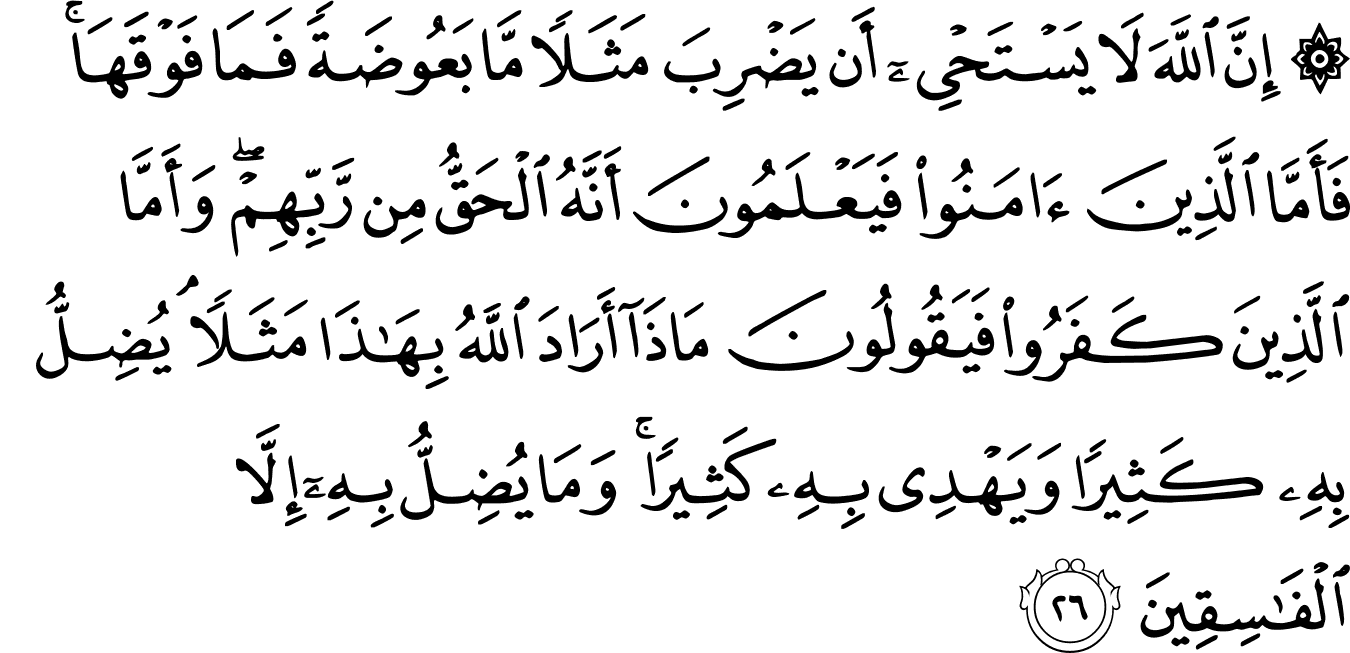 ۞ إِنَّ ٱللَّهَ لَا يَسۡتَحۡيِۦٓ أَن يَضۡرِبَ مَثَلٗا مَّا بَعُوضَةٗ فَمَا فَوۡقَهَاۚ
فَأَمَّا ٱلَّذِينَ ءَامَنُواْ فَيَعۡلَمُونَ أَنَّهُ ٱلۡحَقُّ مِن رَّبِّهِمۡۖ وَأَمَّا
ٱلَّذِينَ كَفَرُواْ فَيَقُولُونَ مَاذَآ أَرَادَ ٱللَّهُ بِهَٰذَا مَثَلٗاۘ يُضِلُّ
بِهِۦ كَثِيرٗا وَيَهۡدِي بِهِۦ كَثِيرٗاۚ وَمَا يُضِلُّ بِهِۦٓ إِلَّا
ٱلۡفَٰسِقِينَ ٢٦